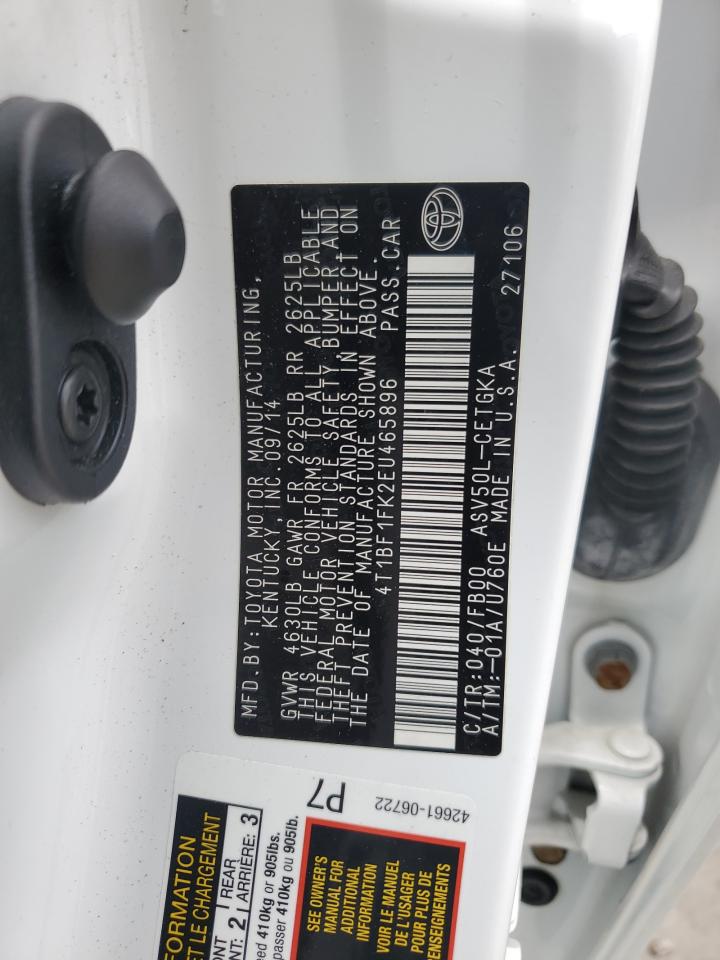 MFD.BY:TOYOTA MOTOR MANUFACTURING,
KENTUCKY, INC. 09/14
GVWR 4630LB GAWR FR 2625LB RR 2625LB
THIS VEHICLE CONFORMS TO ALL APPLICABLE
FEDERAL MOTOR VEHICLE SAFETY, BUMPER AND
THEFT PREVENTION STANDARDS IN EFFECT ON
THE DATE OF MANUFACTURE SHOWN ABOVE.
4T1BF1FK2EU465896 PASS.CAR
C/TR:040/FB00 ASV50L-CETGKA
A/TM:-01A/U760E MADE IN U.S.A. 27106
P7
42661-06722
ORMATION
ET LE CHARGEMENT
ONT 2 REAR 3
NT: ARRIÈRE:
eed 410kg or 905lbs.
passer 410kg ou 905lb.
SEE OWNER'S
MANUAL FOR
ADDITIONAL
INFORMATION
VOIR LE MANUEL
DE L'USAGER
POUR PLUS DE
RENSEIGNEMENTS